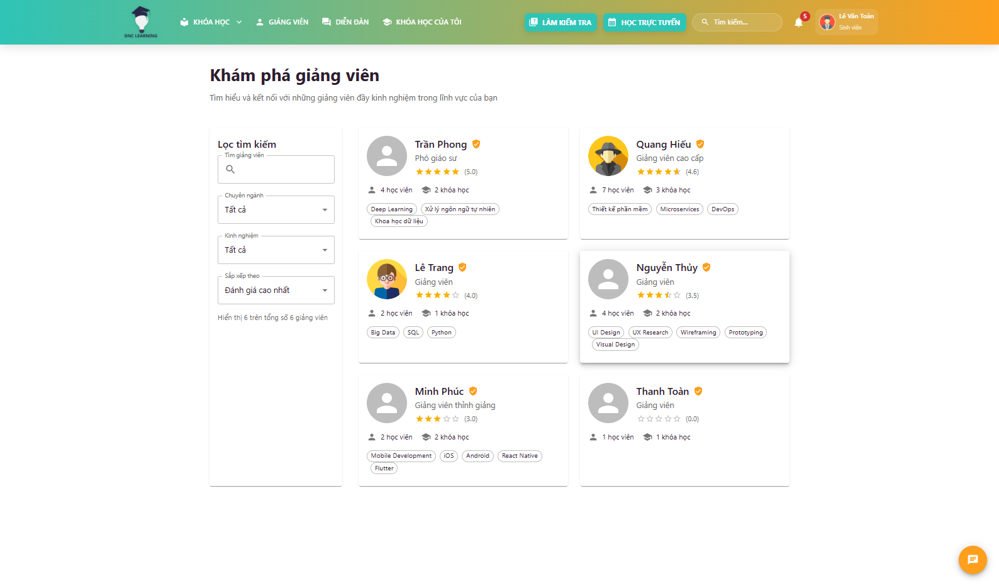 DNC LEARNING
KHÓA HỌC
GIẢNG VIÊN
DIỄN ĐÀN
KHÓA HỌC CỦA TÔI
LÀM KIỂM TRA
HỌC TRỰC TUYẾN
Tìm kiếm...
5
Lê Văn Toàn
Sinh viên
Khám phá giảng viên
Tìm hiểu và kết nối với những giảng viên đầy kinh nghiệm trong lĩnh vực của bạn
Lọc tìm kiếm
Tìm giảng viên
Chuyên ngành
Tất cả
Kinh nghiệm
Tất cả
Sắp xếp theo
Đánh giá cao nhất
Hiển thị 6 trên tổng số 6 giảng viên
Trần Phong
Phó giáo sư
(5.0)
4 học viên 2 khóa học
Deep Learning Xử lý ngôn ngữ tự nhiên
Khoa học dữ liệu
Quang Hiếu
Giảng viên cao cấp
(4.6)
7 học viên 3 khóa học
Thiết kế phần mềm Microservices DevOps
Lê Trang
Giảng viên
(4.0)
2 học viên 1 khóa học
Big Data SQL Python
Nguyễn Thủy
Giảng viên
(3.5)
4 học viên 2 khóa học
UI Design UX Research Wireframing Prototyping
Visual Design
Minh Phúc
Giảng viên thỉnh giảng
(3.0)
2 học viên 2 khóa học
Mobile Development iOS Android React Native
Flutter
Thanh Toàn
Giảng viên
(0.0)
1 học viên 1 khóa học